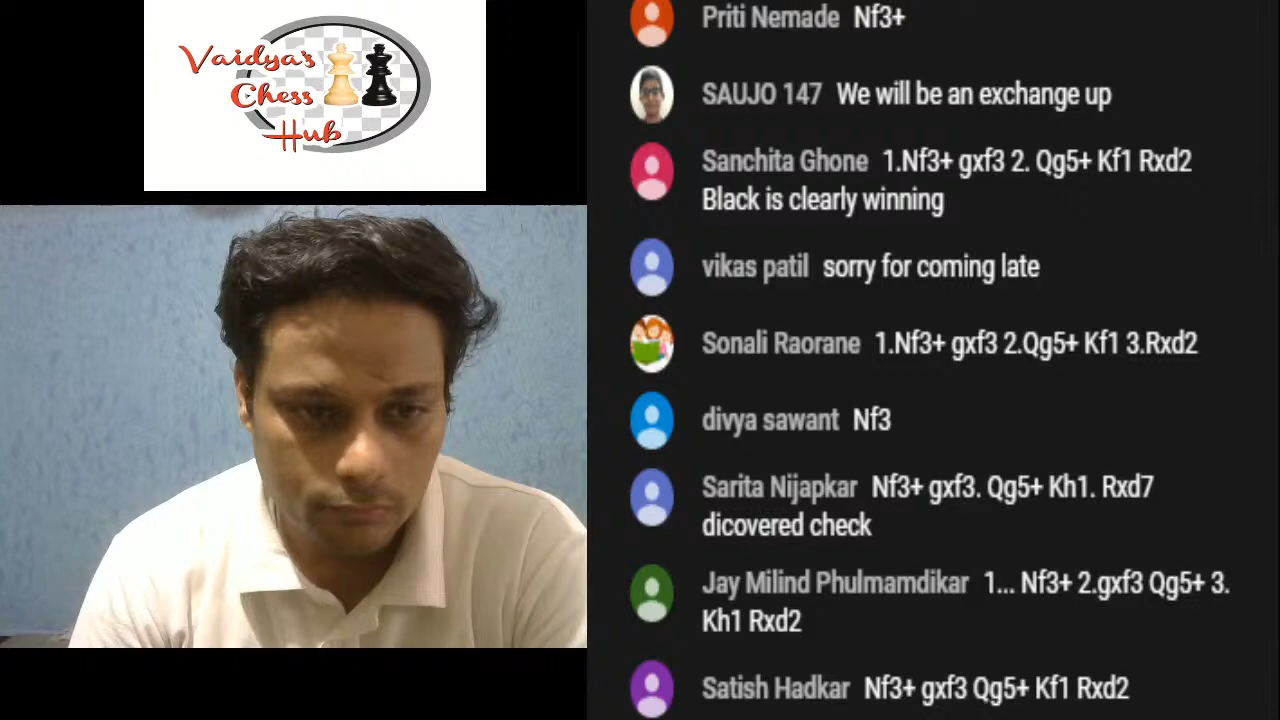 Vaidya's
Chess
Hub
Priti Nemade Nf3+
SAUJO 147 We will be an exchange up
Sanchita Ghone 1.Nf3+ gxf3 2. Qg5+ Kf1 Rxd2
Black is clearly winning
vikas patil sorry for coming late
Sonali Raorane 1.Nf3+ gxf3 2.Qg5+ Kf1 3.Rxd2
divya sawant Nf3
Sarita Nijapkar Nf3+ gxf3. Qg5+ Kh1. Rxd7
dicovered check
Jay Milind Phulmamdikar 1... Nf3+ 2.gxf3 Qg5+ 3.
Kh1 Rxd2
Satish Hadkar Nf3+ gxf3 Qg5+ Kf1 Rxd2